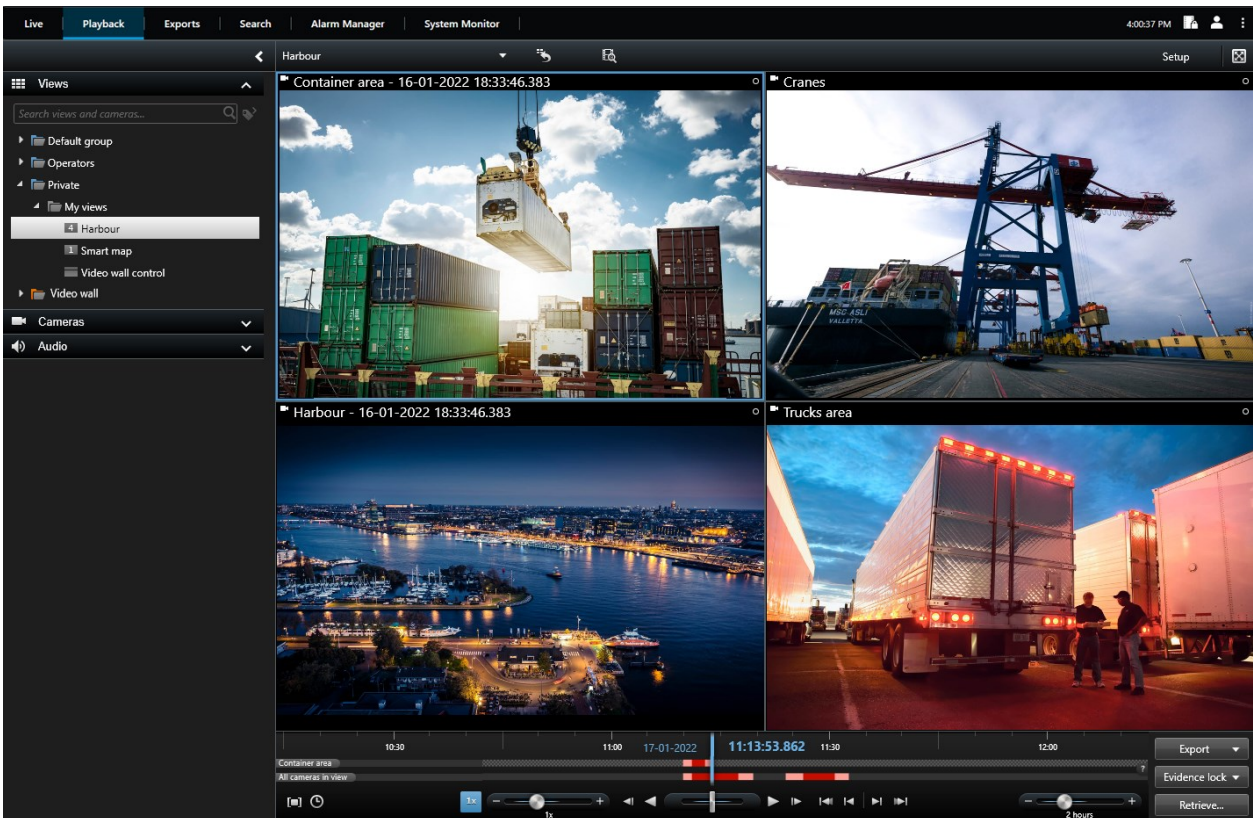 Live Playback Exports Search Alarm Manager System Monitor 4:00:37 PM
Harbour Setup
Views
Search views and cameras...
Default group
Operators
Private
My views
4 Harbour
1 Smart map
Video wall control
Video wall
Cameras
Audio
Container area - 16-01-2022 18:33:46.383
Cranes
MSC ASLI
VALLETTA
Harbour - 16-01-2022 18:33:46.383
Trucks area
10:30 11:00 17-01-2022 11:13:53.862 11:30 12:00
Container area
All cameras in view
?
1x
1x
2 hours
Export
Evidence lock
Retrieve...